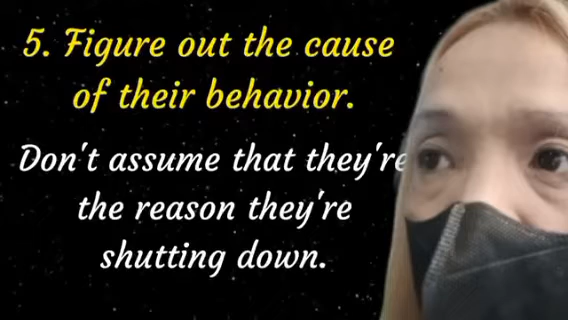 5. Figure out the cause
of their behavior.
Don't assume that they're
the reason they're
shutting down.